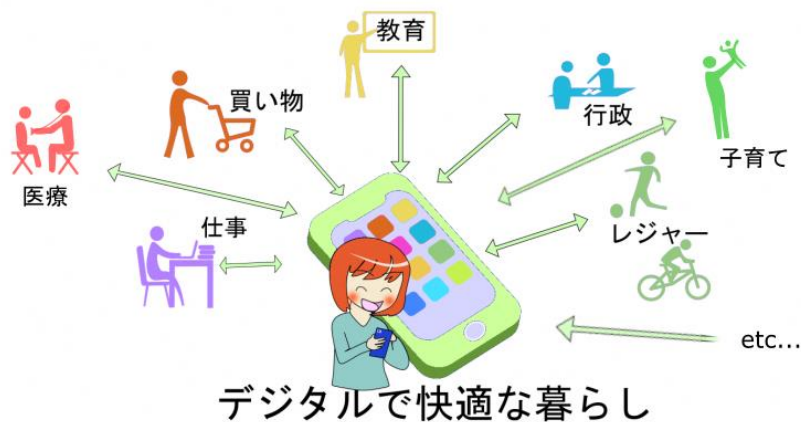 教育
買い物
行政
医療
子育て
仕事
レジャー
etc...
デジタルで快適な暮らし